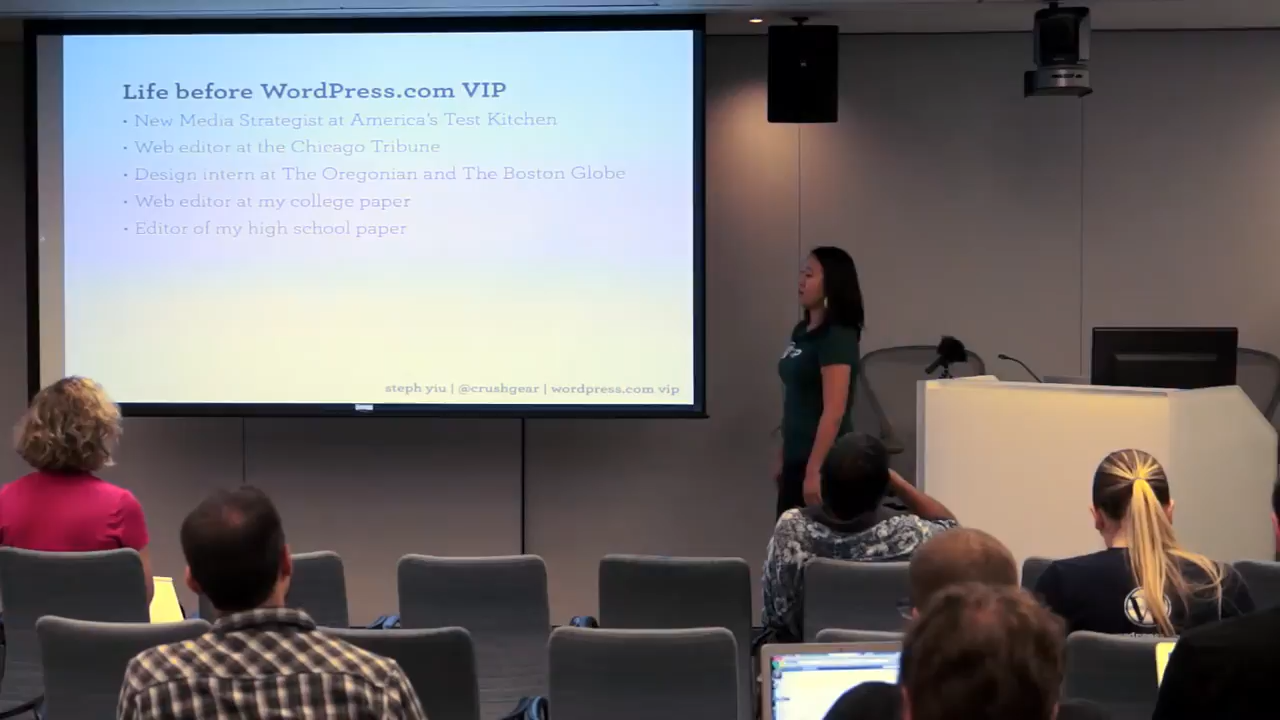 Life before WordPress.com VIP
• New Media Strategist at America's Test Kitchen
• Web editor at the Chicago Tribune
• Design intern at The Oregonian and The Boston Globe
• Web editor at my college paper
• Editor of my high school paper
steph yiu | @crushgear | wordpress.com vip